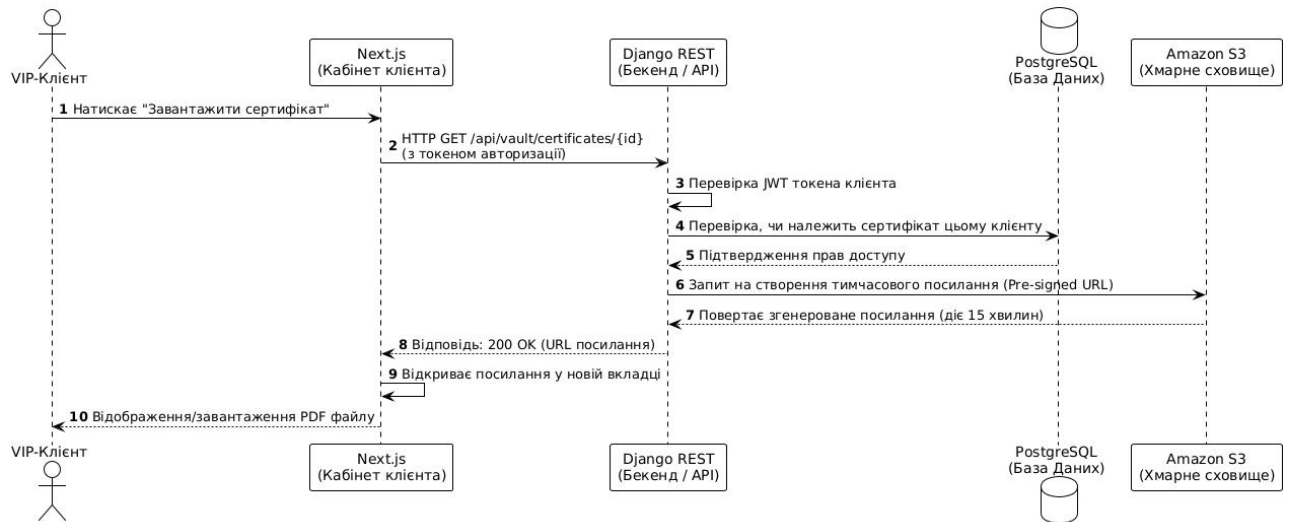 VIP-Клієнт
Next.js
(Кабінет клієнта)
Django REST
(Бекенд / API)
PostgreSQL
(База Даних)
Amazon S3
(Хмарне сховище)
1 Натискає "Завантажити сертифікат"
2 HTTP GET /api/vault/certificates/{id}
(з токеном авторизації)
3 Перевірка JWT токена клієнта
4 Перевірка, чи належить сертифікат цьому клієнту
5 Підтвердження прав доступу
6 Запит на створення тимчасового посилання (Pre-signed URL)
7 Повертає згенероване посилання (діє 15 хвилин)
8 Відповідь: 200 OK (URL посилання)
9 Відкриває посилання у новій вкладці
10 Відображення/завантаження PDF файлу
VIP-Клієнт
Next.js
(Кабінет клієнта)
Django REST
(Бекенд / API)
PostgreSQL
(База Даних)
Amazon S3
(Хмарне сховище)